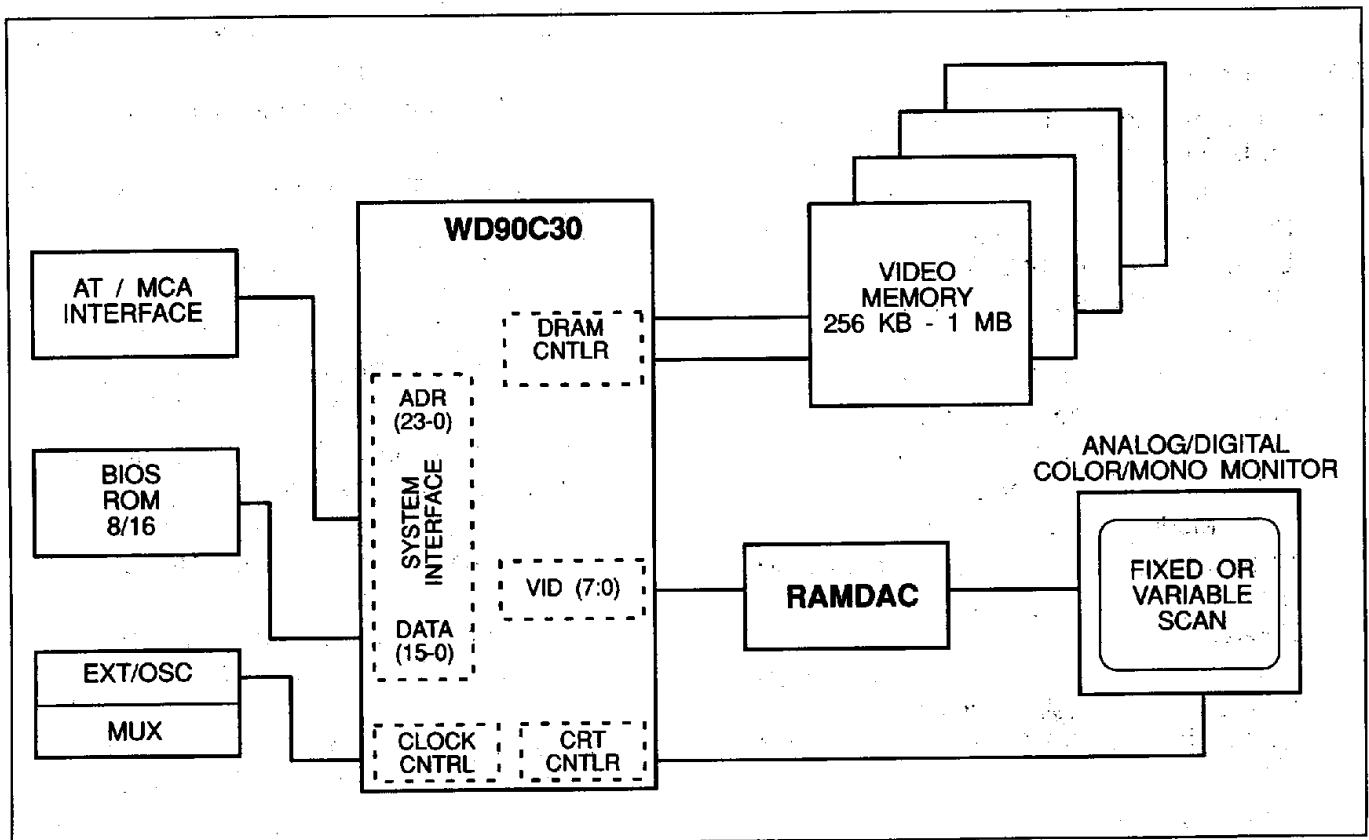 WD90C30
AT / MCA
INTERFACE
BIOS
ROM
8/16
EXT/OSC
MUX
ADR
(23-0)
SYSTEM
INTERFACE
DATA
(15-0)
CLOCK
CNTRL
DRAM
CNTLR
VID (7:0)
CRT
CNTLR
VIDEO
MEMORY
256 KB - 1 MB
RAMDAC
ANALOG/DIGITAL
COLOR/MONO MONITOR
FIXED OR
VARIABLE
SCAN